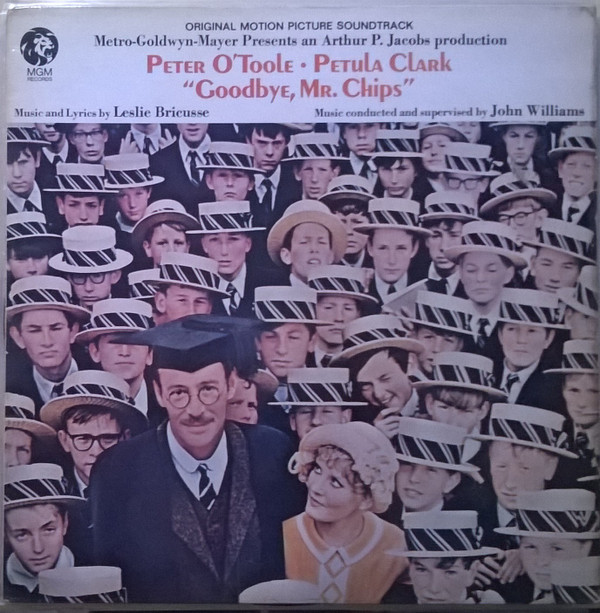 ORIGINAL MOTION PICTURE SOUNDTRACK
Metro-Goldwyn-Mayer Presents an Arthur P. Jacobs production
PETER O'TOOLE • PETULA CLARK
"Goodbye, Mr. Chips"
MGM
RECORDS
Music and Lyrics by Leslie Bricusse
Music conducted and supervised by John Williams